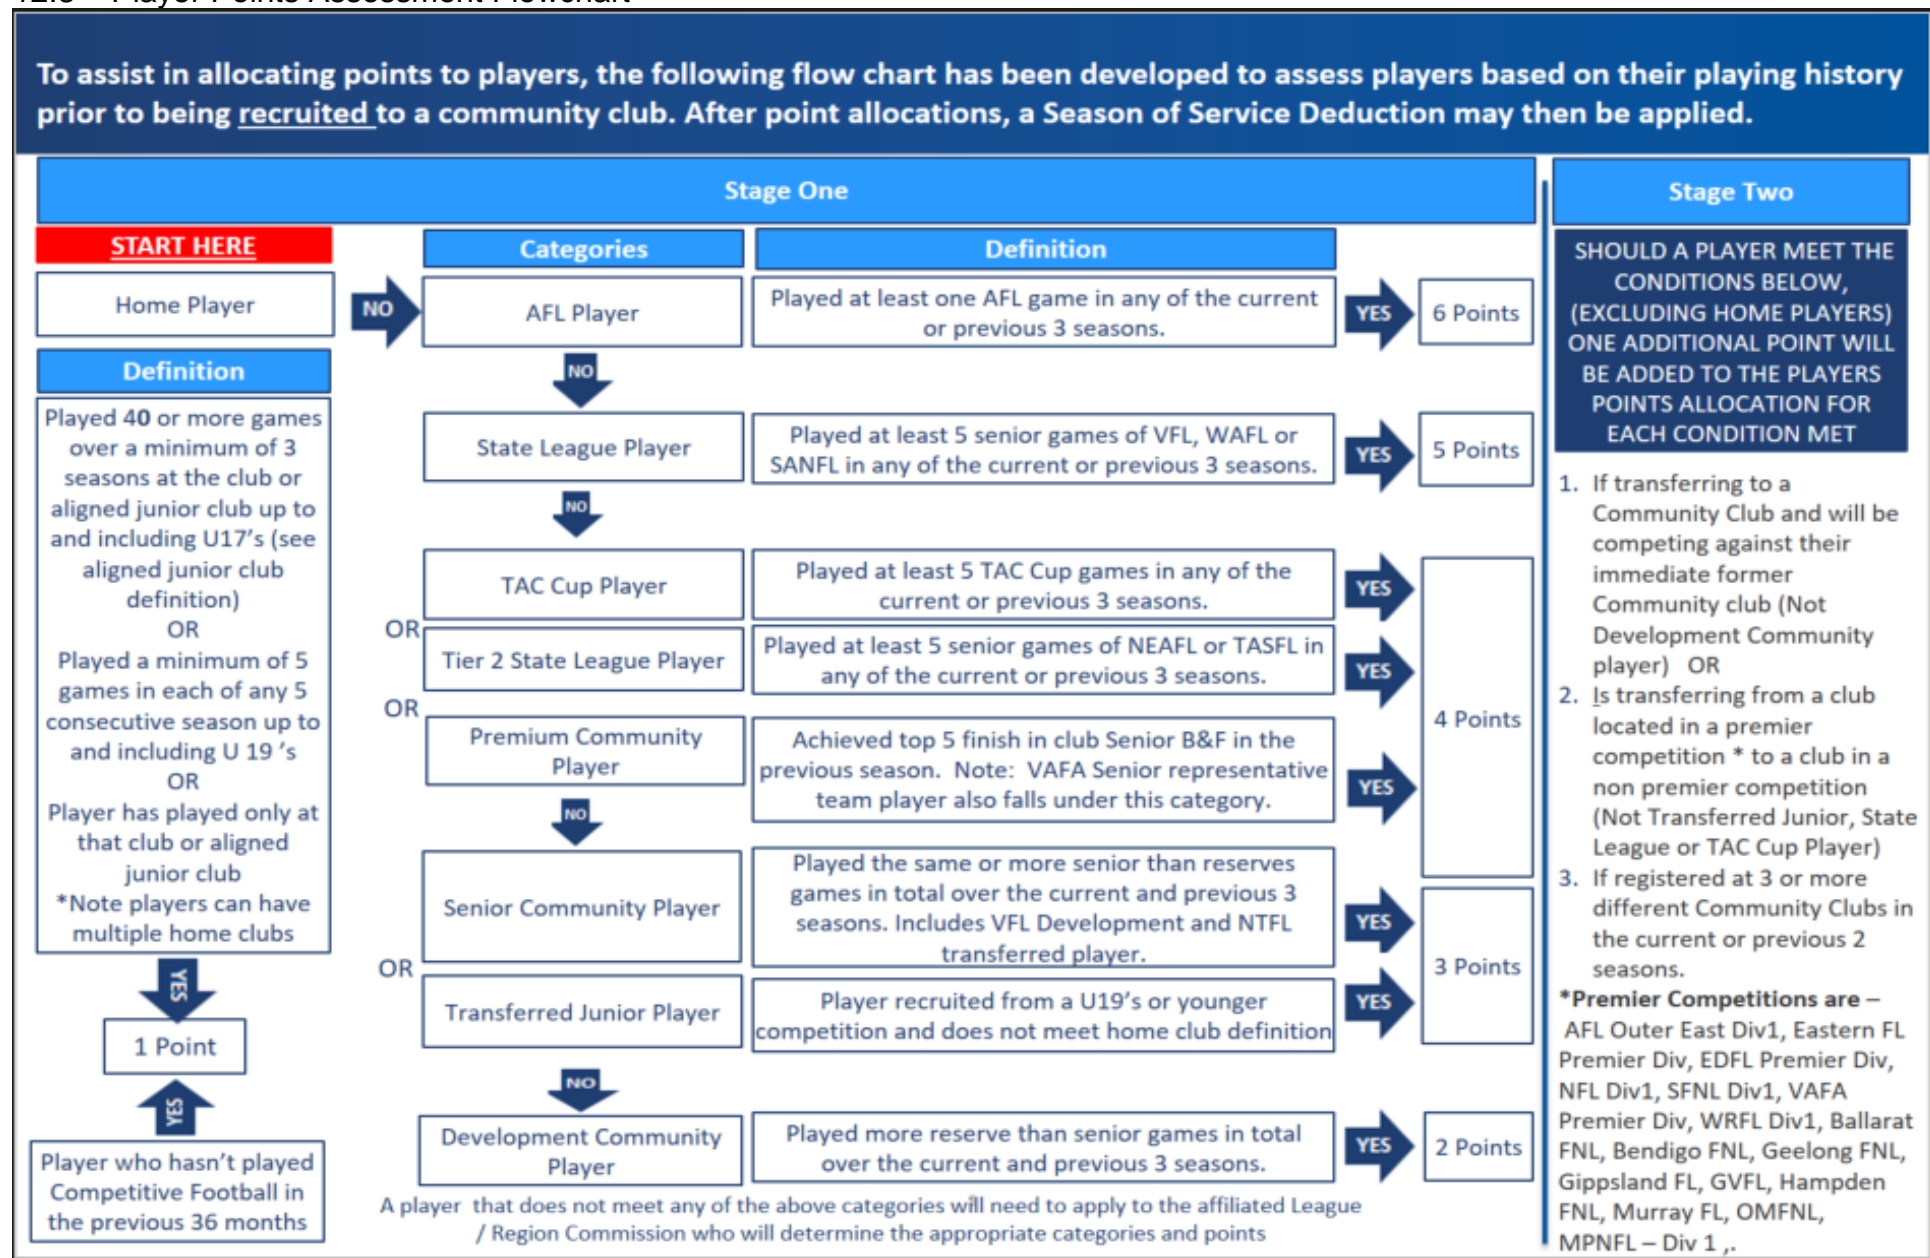 12.3 – Player Points Assessment Flowchart
To assist in allocating points to players, the following flow chart has been developed to assess players based on their playing history
prior to being recruited to a community club. After point allocations, a Season of Service Deduction may then be applied.
Stage One
START HERE
Home Player
Definition
Played 40 or more games
over a minimum of 3
seasons at the club or
aligned junior club up to
and including U17's (see
aligned junior club
definition)
OR
Played a minimum of 5
games in each of any 5
consecutive season up to
and including U 19 's
OR
Player has played only at
that club or aligned
junior club
*Note players can have
multiple home clubs
YES
1 Point
YES
Player who hasn't played
Competitive Football in
the previous 36 months
NO
Categories
Definition
AFL Player
Played at least one AFL game in any of the current
or previous 3 seasons.
YES
6 Points
NO
State League Player
Played at least 5 senior games of VFL, WAFL or
SANFL in any of the current or previous 3 seasons.
YES
5 Points
NO
TAC Cup Player
Played at least 5 TAC Cup games in any of the
current or previous 3 seasons.
YES
OR
Tier 2 State League Player
Played at least 5 senior games of NEAFL or TASFL in
any of the current or previous 3 seasons.
YES
OR
4 Points
Premium Community
Player
Achieved top 5 finish in club Senior B&F in the
previous season. Note: VAFA Senior representative
team player also falls under this category.
YES
NO
Senior Community Player
Played the same or more senior than reserves
games in total over the current and previous 3
seasons. Includes VFL Development and NTFL
transferred player.
YES
OR
3 Points
Transferred Junior Player
Player recruited from a U19's or younger
competition and does not meet home club definition
YES
NO
Development Community
Player
Played more reserve than senior games in total
over the current and previous 3 seasons.
YES
2 Points
A player that does not meet any of the above categories will need to apply to the affiliated League
/ Region Commission who will determine the appropriate categories and points
Stage Two
SHOULD A PLAYER MEET THE
CONDITIONS BELOW,
(EXCLUDING HOME PLAYERS)
ONE ADDITIONAL POINT WILL
BE ADDED TO THE PLAYERS
POINTS ALLOCATION FOR
EACH CONDITION MET
1. If transferring to a
Community Club and will be
competing against their
immediate former
Community club (Not
Development Community
player) OR
2. Is transferring from a club
located in a premier
competition * to a club in a
non premier competition
(Not Transferred Junior, State
League or TAC Cup Player)
3. If registered at 3 or more
different Community Clubs in
the current or previous 2
seasons.
*Premier Competitions are –
AFL Outer East Div1, Eastern FL
Premier Div, EDFL Premier Div,
NFL Div1, SFNL Div1, VAFA
Premier Div, WRFL Div1, Ballarat
FNL, Bendigo FNL, Geelong FNL,
Gippsland FL, GVFL, Hampden
FNL, Murray FL, OMFNL,
MPNFL – Div 1 ,.